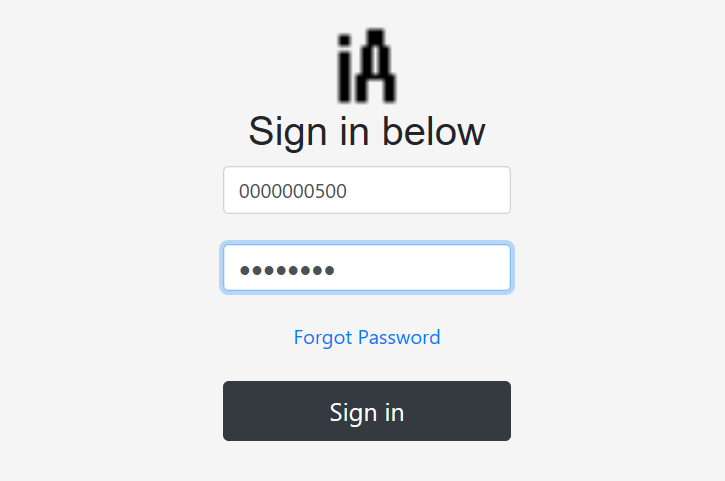 iA
Sign in below
0000000500
●●●●●●●●
Forgot Password
Sign in